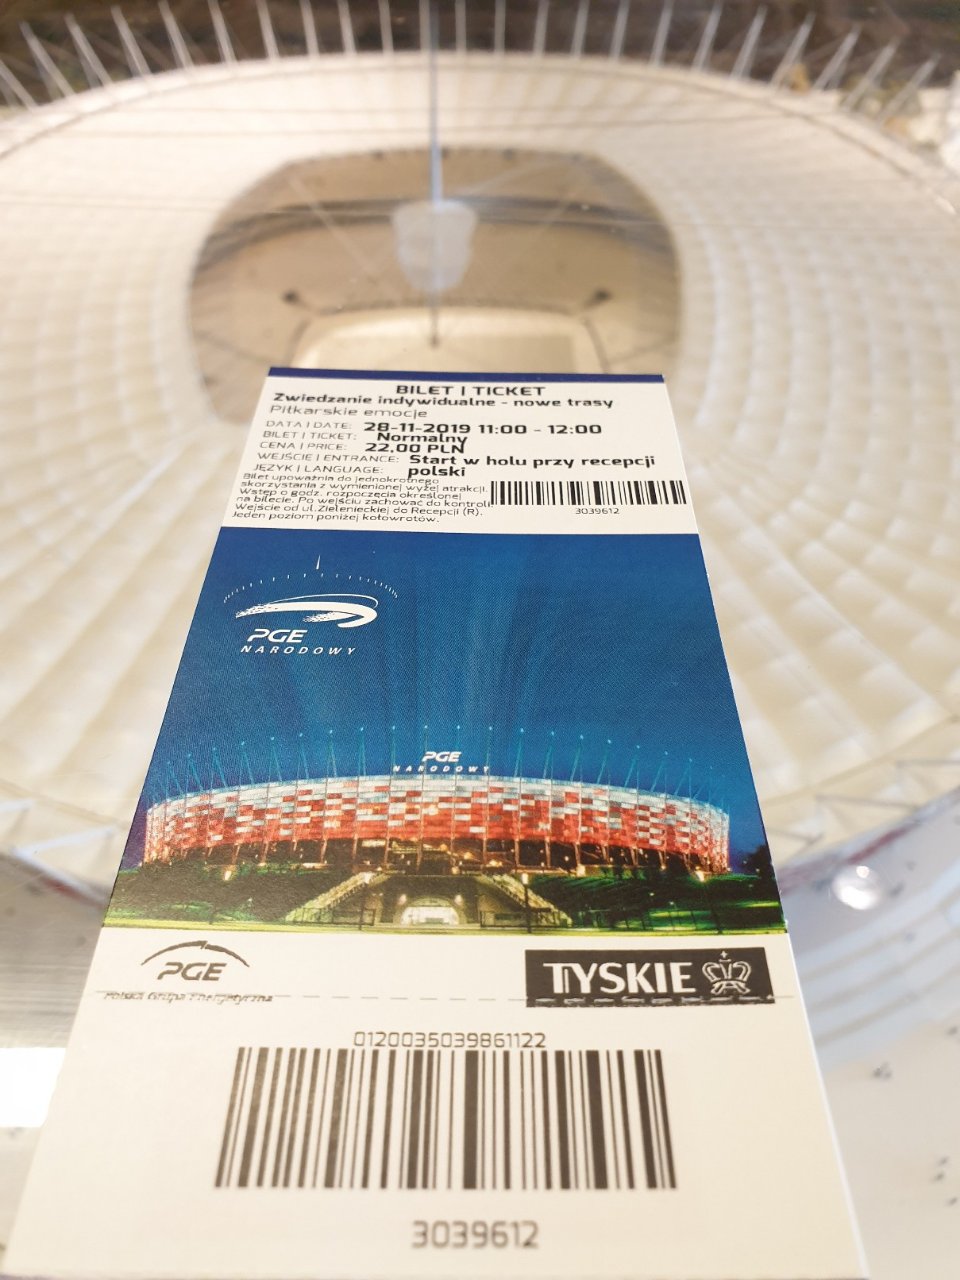 BILET | TICKET
Zwiedzanie indywidualne - nowe trasy
Piłkarskie emocje
DATA | DATE: 28-11-2019 11:00 - 12:00
BILET | TICKET: Normalny
CENA | PRICE: 22,00 PLN
WEJŚCIE | ENTRANCE: Start w holu przy recepcji
JĘZYK | LANGUAGE: polski
Bilet upoważnia do jednokrotnego
skorzystania z wymienionej wyżej atrakcji.
Wstęp o godz. rozpoczęcia określonej
na bilecie. Po wejściu zachować do kontroli.
Wejście od ul.Zielenieckiej do Recepcji (R).
Jeden poziom poniżej kołowrotów.
3039612
PGE
NARODOWY
PGE
NARODOWY
PGE
Polska Grupa Energetyczna
TYSKIE
0120035039861122
3039612